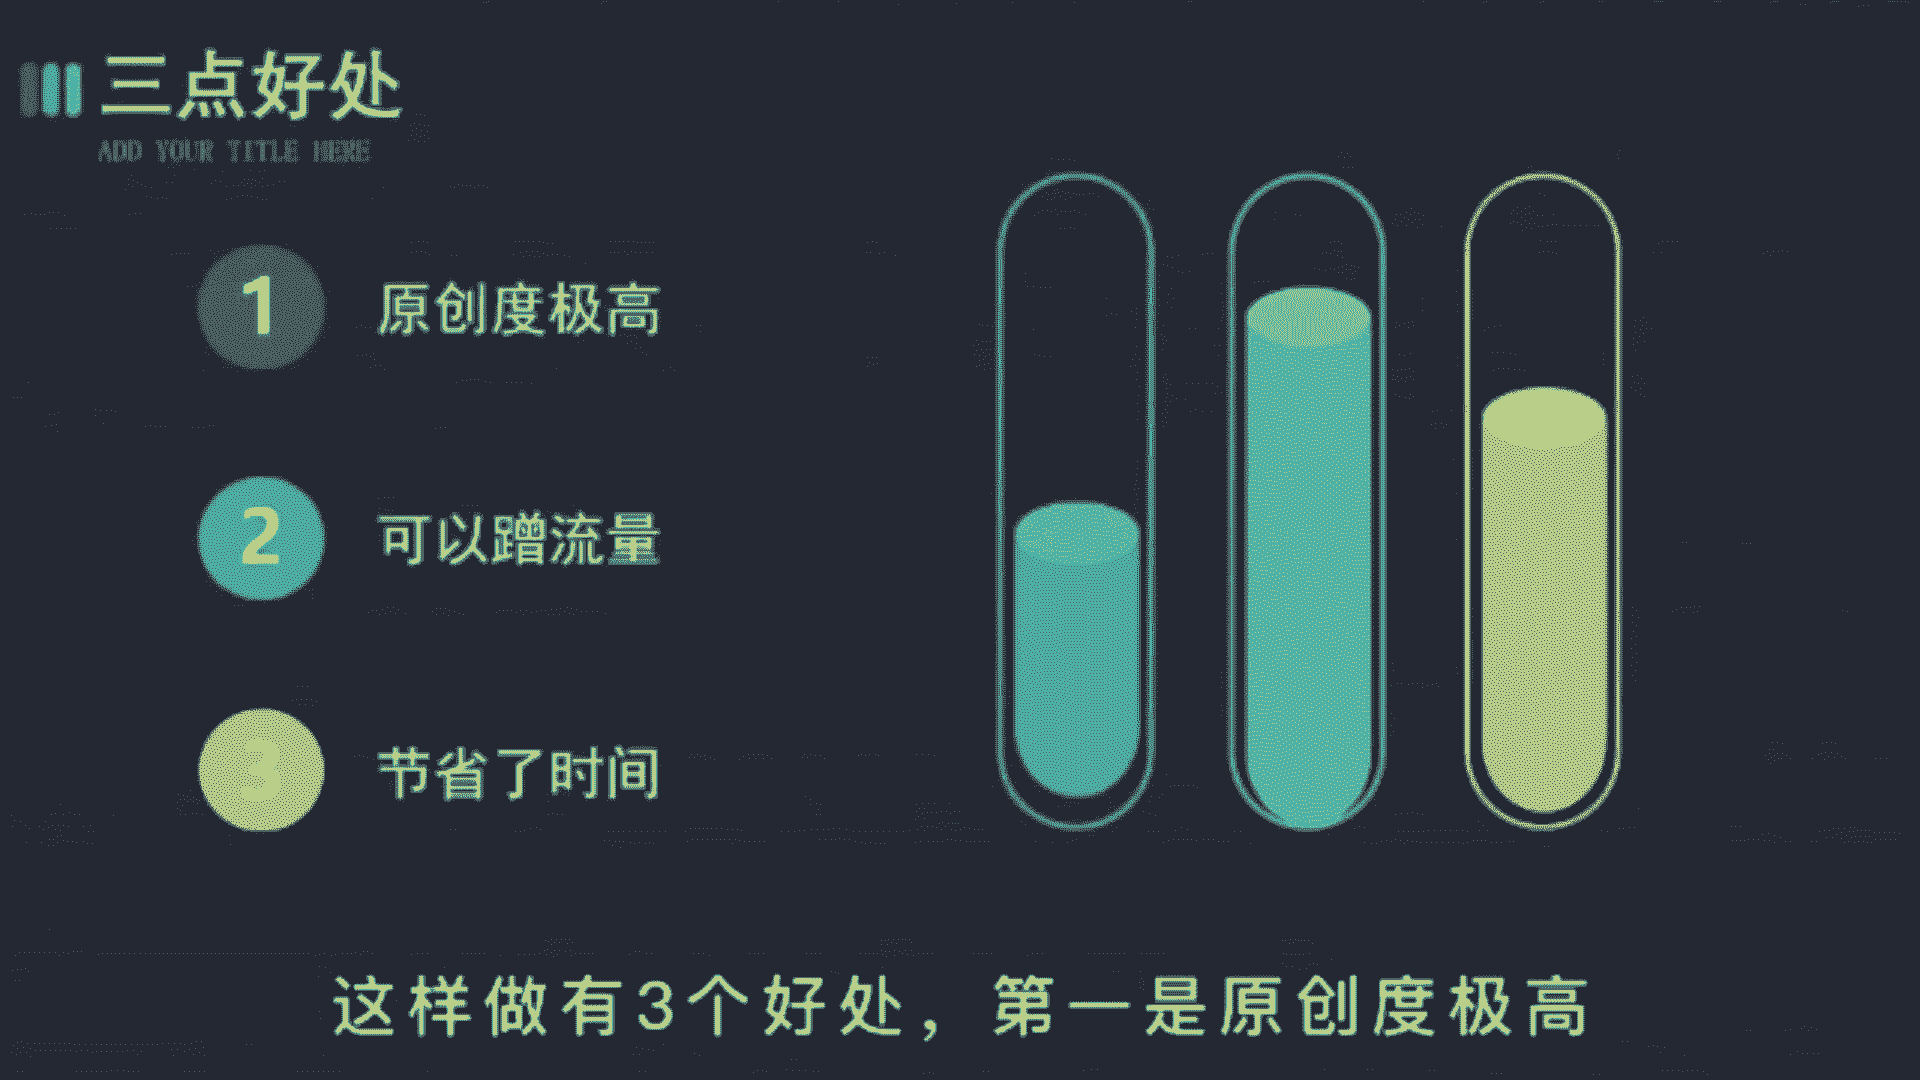 三点好处
ADD YOUR TITLE HERE
1 原创度极高
2 可以蹭流量
3 节省了时间
这样做有3个好处，第一是原创度极高